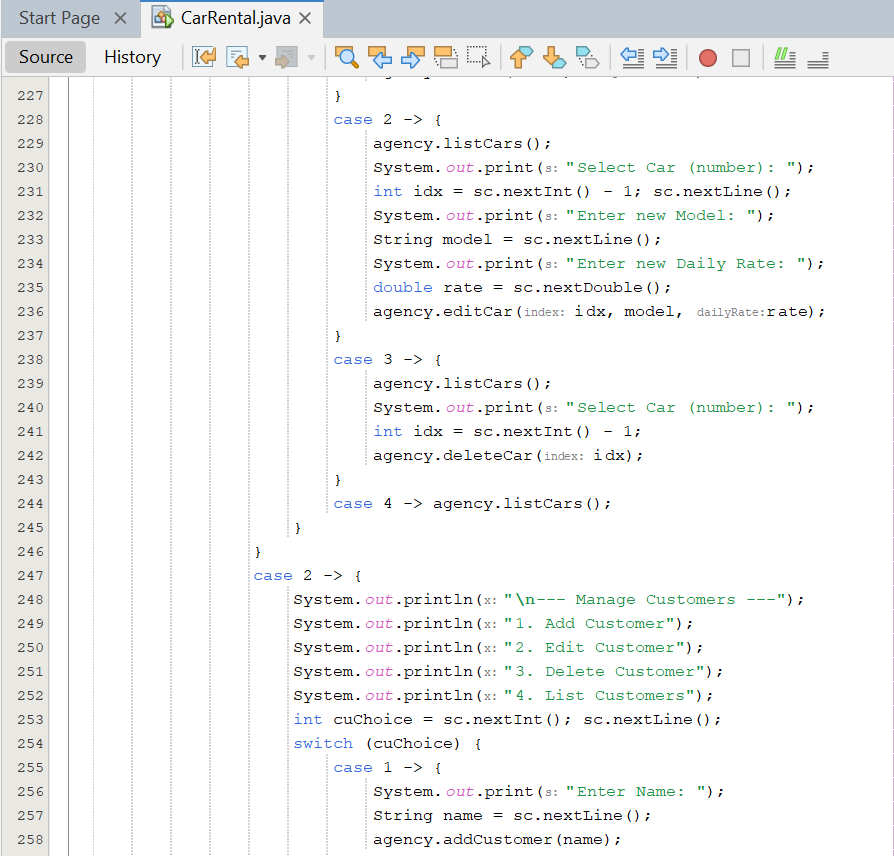 Start Page × CarRental.java ×
Source History
227 }
228 case 2 -> {
229 agency.listCars();
230 System.out.print(s: "Select Car (number): ");
231 int idx = sc.nextInt() - 1; sc.nextLine();
232 System.out.print(s: "Enter new Model: ");
233 String model = sc.nextLine();
234 System.out.print(s: "Enter new Daily Rate: ");
235 double rate = sc.nextDouble();
236 agency.editCar(index: idx, model, dailyRate:rate);
237 }
238 case 3 -> {
239 agency.listCars();
240 System.out.print(s: "Select Car (number): ");
241 int idx = sc.nextInt() - 1;
242 agency.deleteCar(index: idx);
243 }
244 case 4 -> agency.listCars();
245 }
246 }
247 case 2 -> {
248 System.out.println(x: "\n--- Manage Customers ---");
249 System.out.println(x: "1. Add Customer");
250 System.out.println(x: "2. Edit Customer");
251 System.out.println(x: "3. Delete Customer");
252 System.out.println(x: "4. List Customers");
253 int cuChoice = sc.nextInt(); sc.nextLine();
254 switch (cuChoice) {
255 case 1 -> {
256 System.out.print(s: "Enter Name: ");
257 String name = sc.nextLine();
258 agency.addCustomer(name);